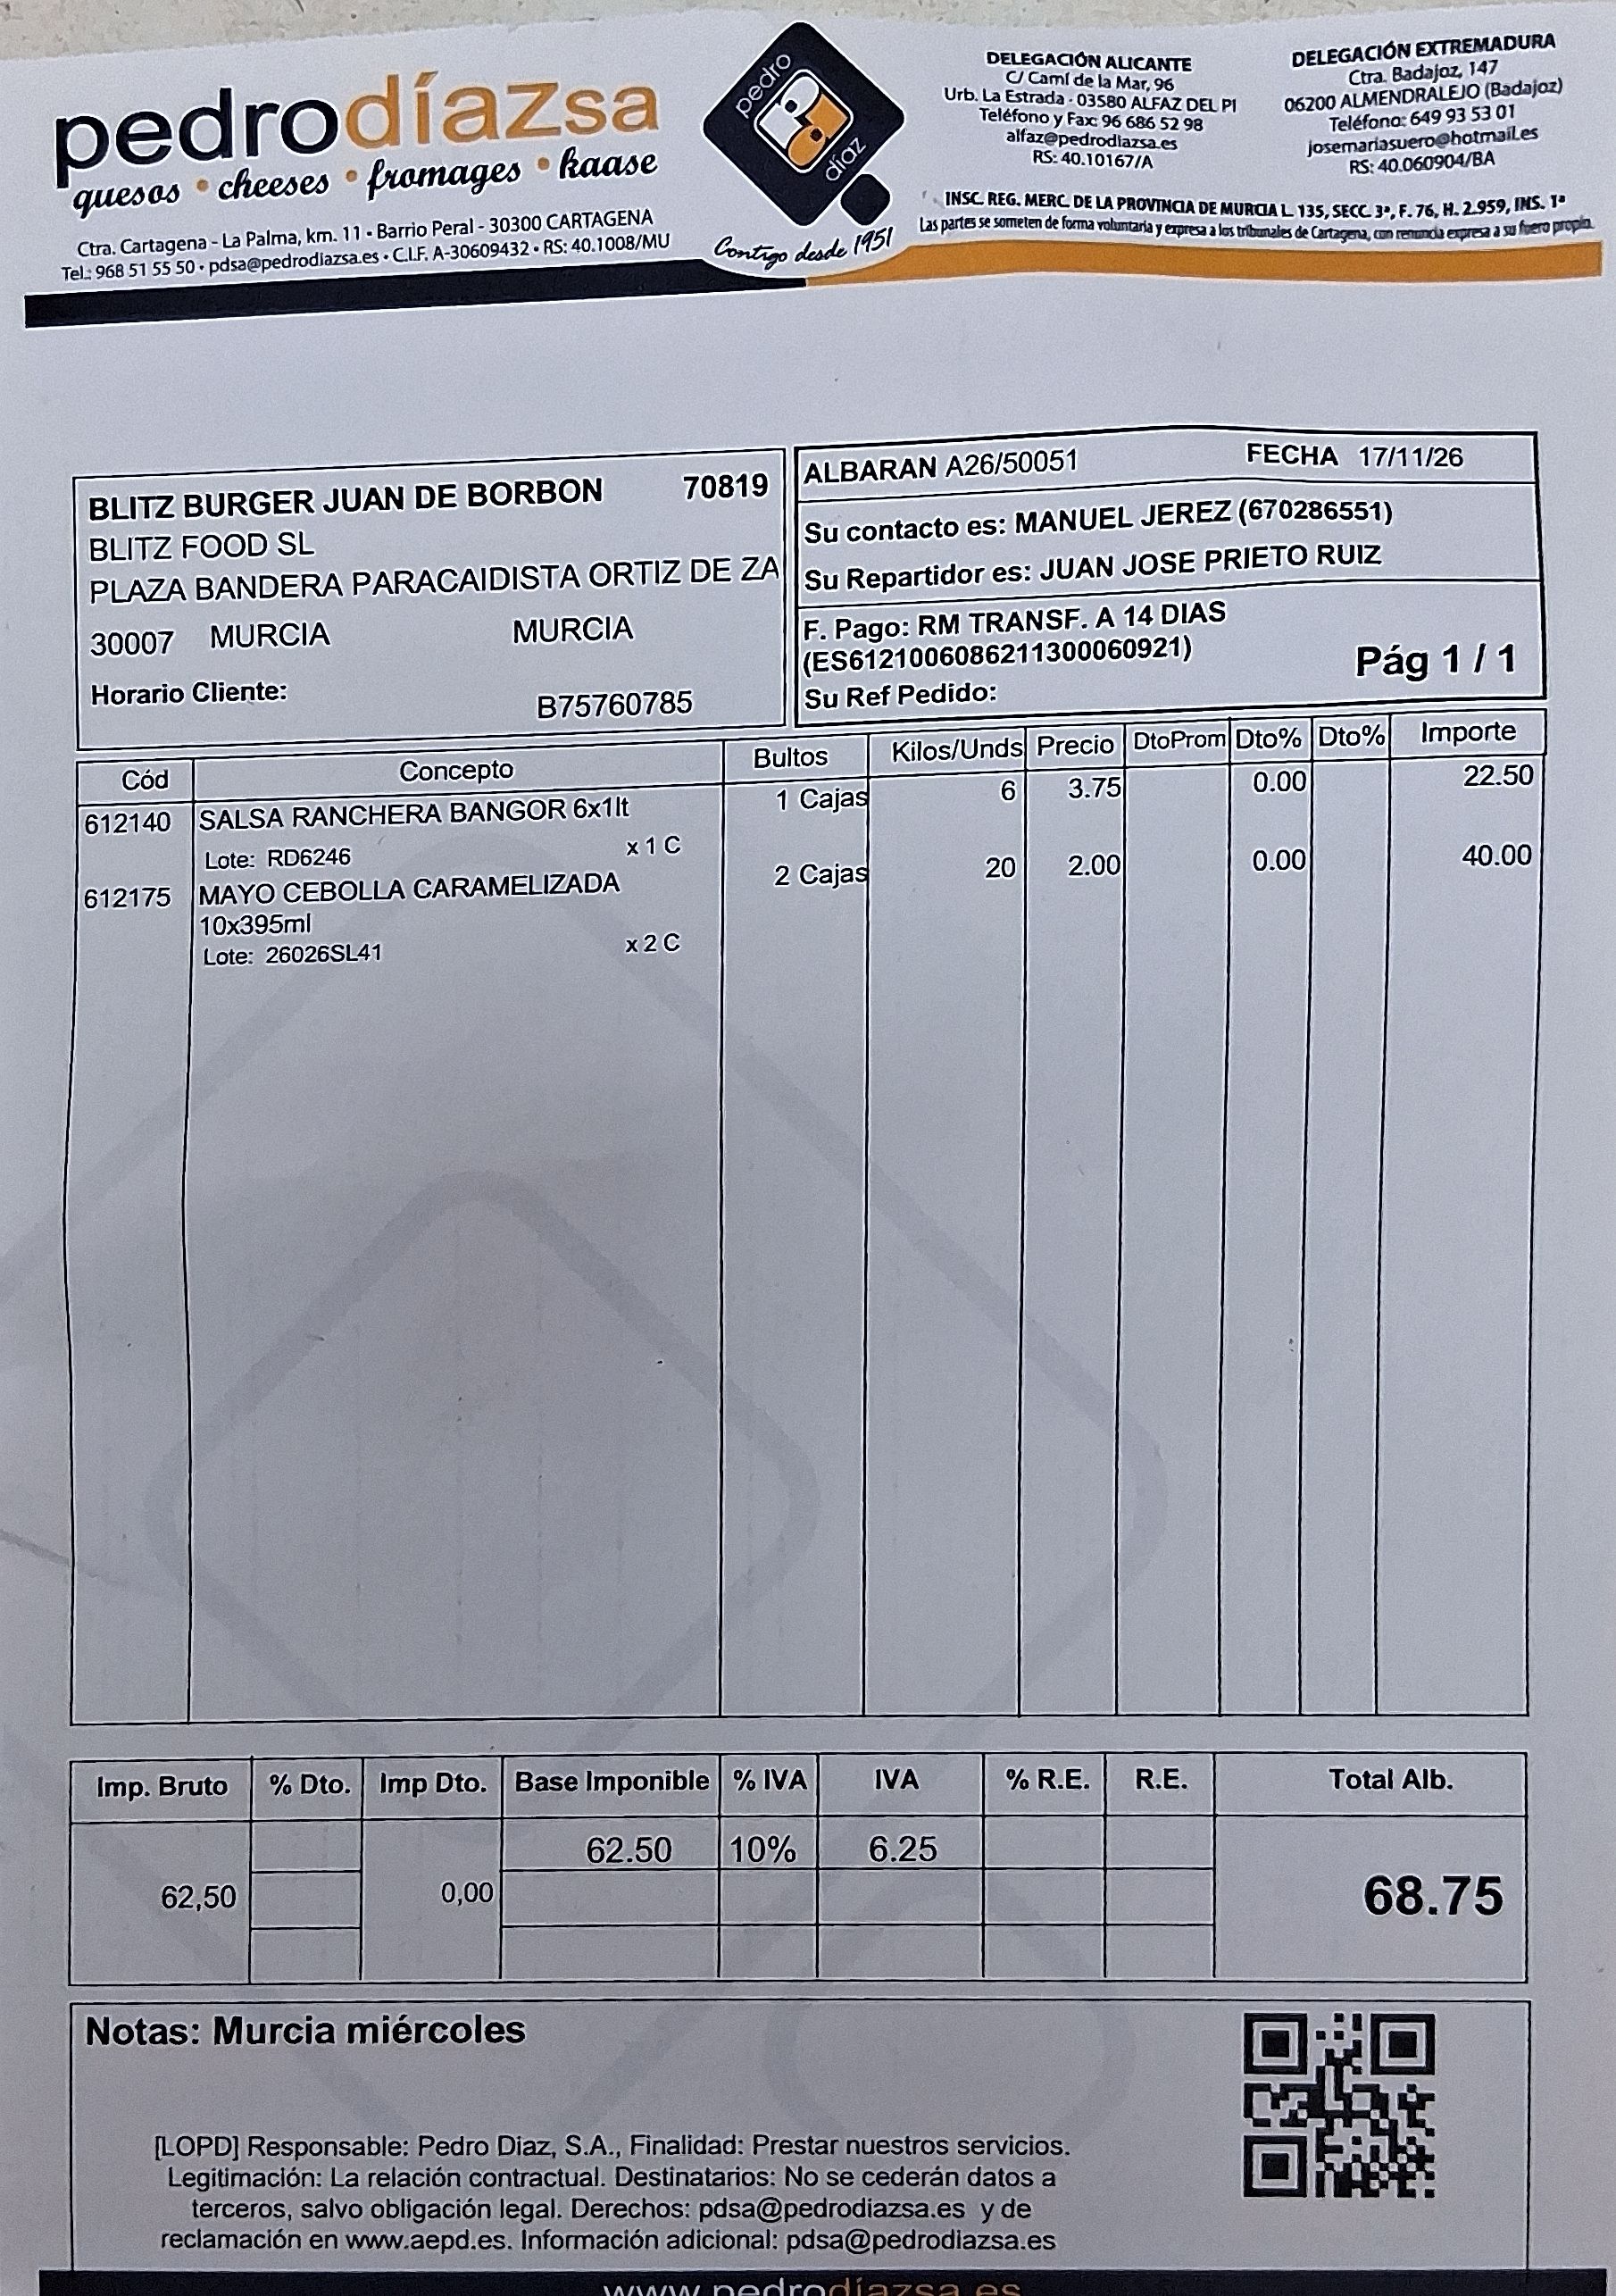 pedrodíazsa
quesos • cheeses • fromages • kaase
Ctra. Cartagena - La Palma, km. 11 - Barrio Peral - 30300 CARTAGENA
Tel.: 968 51 55 50 • pdsa@pedrodiazsa.es • C.I.F. A-30609432 • RS: 40.1008/MU
pedro
díaz
Contigo desde 1951
DELEGACIÓN ALICANTE
C/ Camí de la Mar, 96
Urb. La Estrada - 03580 ALFAZ DEL PI
Teléfono y Fax: 96 686 52 98
alfaz@pedrodiazsa.es
RS: 40.10167/A
DELEGACIÓN EXTREMADURA
Ctra. Badajoz, 147
06200 ALMENDRALEJO (Badajoz)
Teléfono: 649 93 53 01
josemariasuero@hotmail.es
RS: 40.060904/BA
INSC. REG. MERC. DE LA PROVINCIA DE MURCIA L. 135, SECC. 3ª, F. 76, H. 2.959, INS. 1ª
Las partes se someten de forma voluntaria y expresa a los tribunales de Cartagena, con renuncia expresa a su fuero propio.
BLITZ BURGER JUAN DE BORBON 70819
BLITZ FOOD SL
PLAZA BANDERA PARACAIDISTA ORTIZ DE ZA
30007 MURCIA MURCIA
Horario Cliente: B75760785
ALBARAN A26/50051 FECHA 17/11/26
Su contacto es: MANUEL JEREZ (670286551)
Su Repartidor es: JUAN JOSE PRIETO RUIZ
F. Pago: RM TRANSF. A 14 DIAS
(ES6121006086211300060921)
Pág 1 / 1
Su Ref Pedido:
Cód Concepto Bultos Kilos/Unds Precio DtoProm Dto% Dto% Importe
612140 SALSA RANCHERA BANGOR 6x1lt 1 Cajas 6 3.75 0.00 22.50
Lote: RD6246 x 1 C
612175 MAYO CEBOLLA CARAMELIZADA 2 Cajas 20 2.00 0.00 40.00
10x395ml
Lote: 26026SL41 x 2 C
Imp. Bruto % Dto. Imp Dto. Base Imponible % IVA IVA % R.E. R.E. Total Alb.
62.50 10% 6.25
62,50 0,00 68.75
Notas: Murcia miércoles
[LOPD] Responsable: Pedro Diaz, S.A., Finalidad: Prestar nuestros servicios.
Legitimación: La relación contractual. Destinatarios: No se cederán datos a
terceros, salvo obligación legal. Derechos: pdsa@pedrodiazsa.es y de
reclamación en www.aepd.es. Información adicional: pdsa@pedrodiazsa.es
www.pedrodíazsa.es